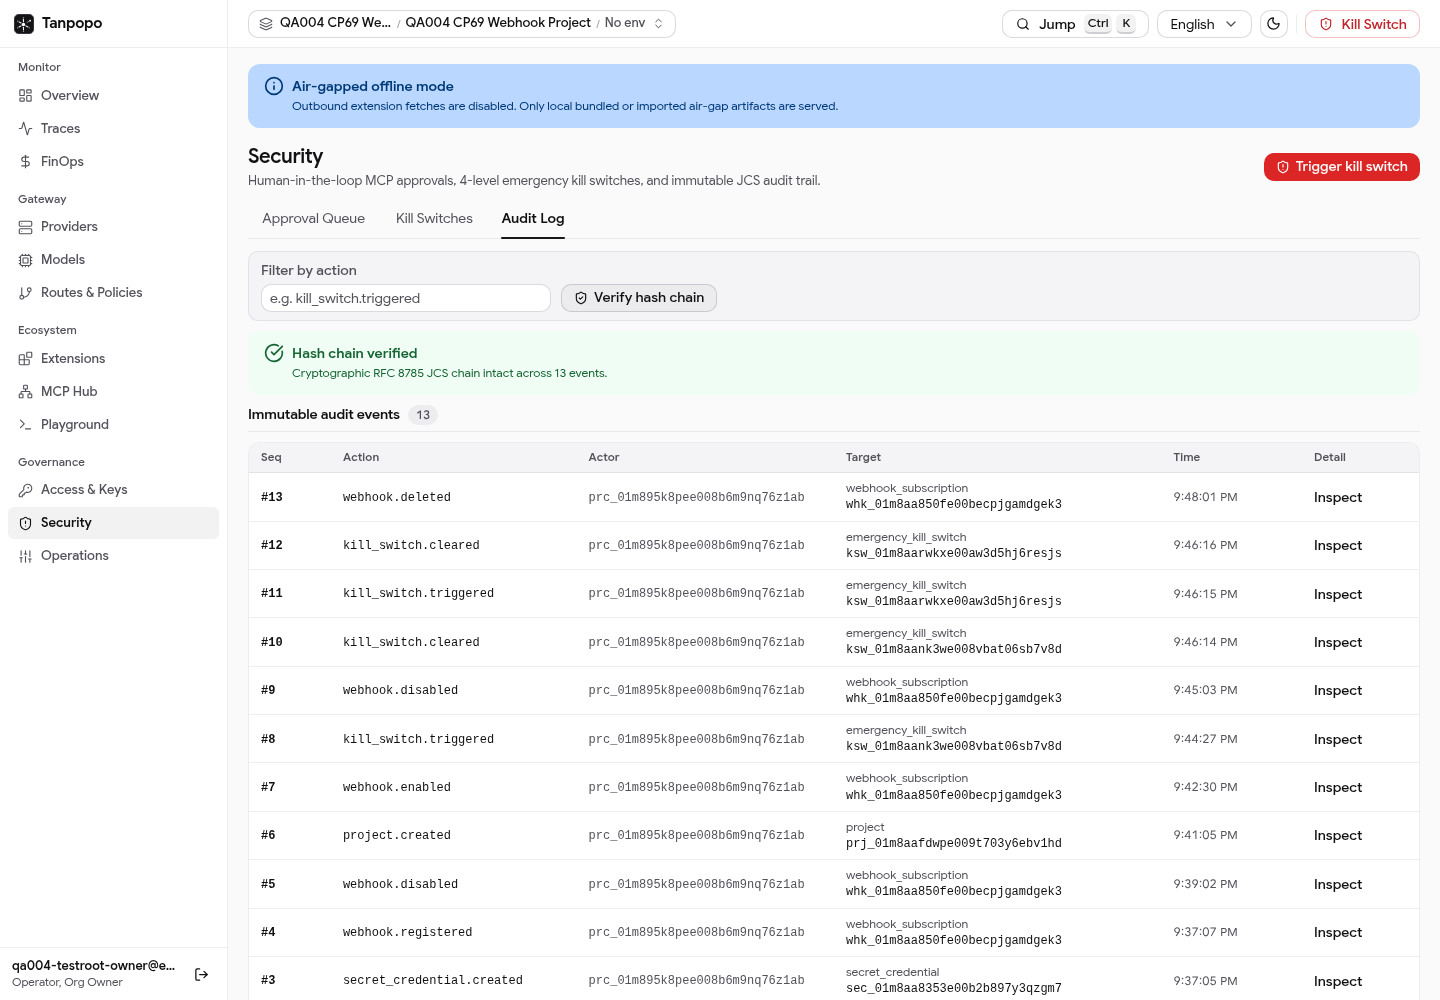 Tanpopo
QA004 CP69 We... / QA004 CP69 Webhook Project / No env
Jump Ctrl K
English
Kill Switch
Monitor
Overview
Traces
FinOps
Gateway
Providers
Models
Routes & Policies
Ecosystem
Extensions
MCP Hub
Playground
Governance
Access & Keys
Security
Operations
qa004-testroot-owner@e...
Operator, Org Owner
Air-gapped offline mode
Outbound extension fetches are disabled. Only local bundled or imported air-gap artifacts are served.
Security
Human-in-the-loop MCP approvals, 4-level emergency kill switches, and immutable JCS audit trail.
Trigger kill switch
Approval Queue Kill Switches Audit Log
Filter by action
e.g. kill_switch.triggered
Verify hash chain
Hash chain verified
Cryptographic RFC 8785 JCS chain intact across 13 events.
Immutable audit events 13
Seq Action Actor Target Time Detail
#13 webhook.deleted prc_01m895k8pee008b6m9nq76z1ab webhook_subscription whk_01m8aa850fe00becpjgamdgek3 9:48:01 PM Inspect
#12 kill_switch.cleared prc_01m895k8pee008b6m9nq76z1ab emergency_kill_switch ksw_01m8aarwkxe00aw3d5hj6resjs 9:46:16 PM Inspect
#11 kill_switch.triggered prc_01m895k8pee008b6m9nq76z1ab emergency_kill_switch ksw_01m8aarwkxe00aw3d5hj6resjs 9:46:15 PM Inspect
#10 kill_switch.cleared prc_01m895k8pee008b6m9nq76z1ab emergency_kill_switch ksw_01m8aank3we008vbat06sb7v8d 9:46:14 PM Inspect
#9 webhook.disabled prc_01m895k8pee008b6m9nq76z1ab webhook_subscription whk_01m8aa850fe00becpjgamdgek3 9:45:03 PM Inspect
#8 kill_switch.triggered prc_01m895k8pee008b6m9nq76z1ab emergency_kill_switch ksw_01m8aank3we008vbat06sb7v8d 9:44:27 PM Inspect
#7 webhook.enabled prc_01m895k8pee008b6m9nq76z1ab webhook_subscription whk_01m8aa850fe00becpjgamdgek3 9:42:30 PM Inspect
#6 project.created prc_01m895k8pee008b6m9nq76z1ab project prj_01m8aafdwpe009t703y6ebv1hd 9:41:05 PM Inspect
#5 webhook.disabled prc_01m895k8pee008b6m9nq76z1ab webhook_subscription whk_01m8aa850fe00becpjgamdgek3 9:39:02 PM Inspect
#4 webhook.registered prc_01m895k8pee008b6m9nq76z1ab webhook_subscription whk_01m8aa850fe00becpjgamdgek3 9:37:07 PM Inspect
#3 secret_credential.created prc_01m895k8pee008b6m9nq76z1ab secret_credential sec_01m8aa8353e00b2b897y3qzgm7 9:37:05 PM Inspect